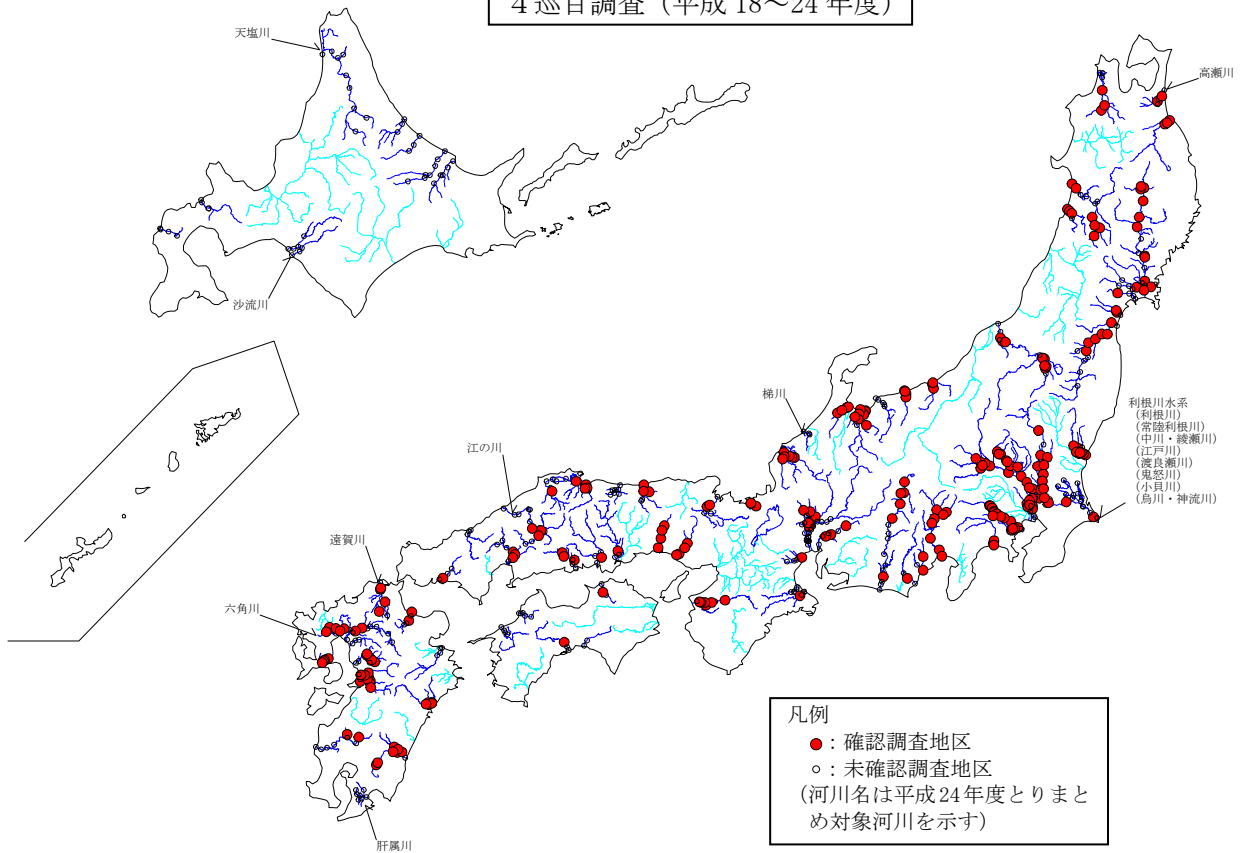 4巡目調査（平成 18～24 年度）
天塩川
高瀬川
沙流川
梯川
利根川水系
(利根川)
(常陸利根川)
(中川・綾瀬川)
(江戸川)
(渡良瀬川)
(鬼怒川)
(小貝川)
(烏川・神流川)
江の川
遠賀川
六角川
肝属川
凡例
●：確認調査地区
○：未確認調査地区
(河川名は平成24年度とりまと
め対象河川を示す)